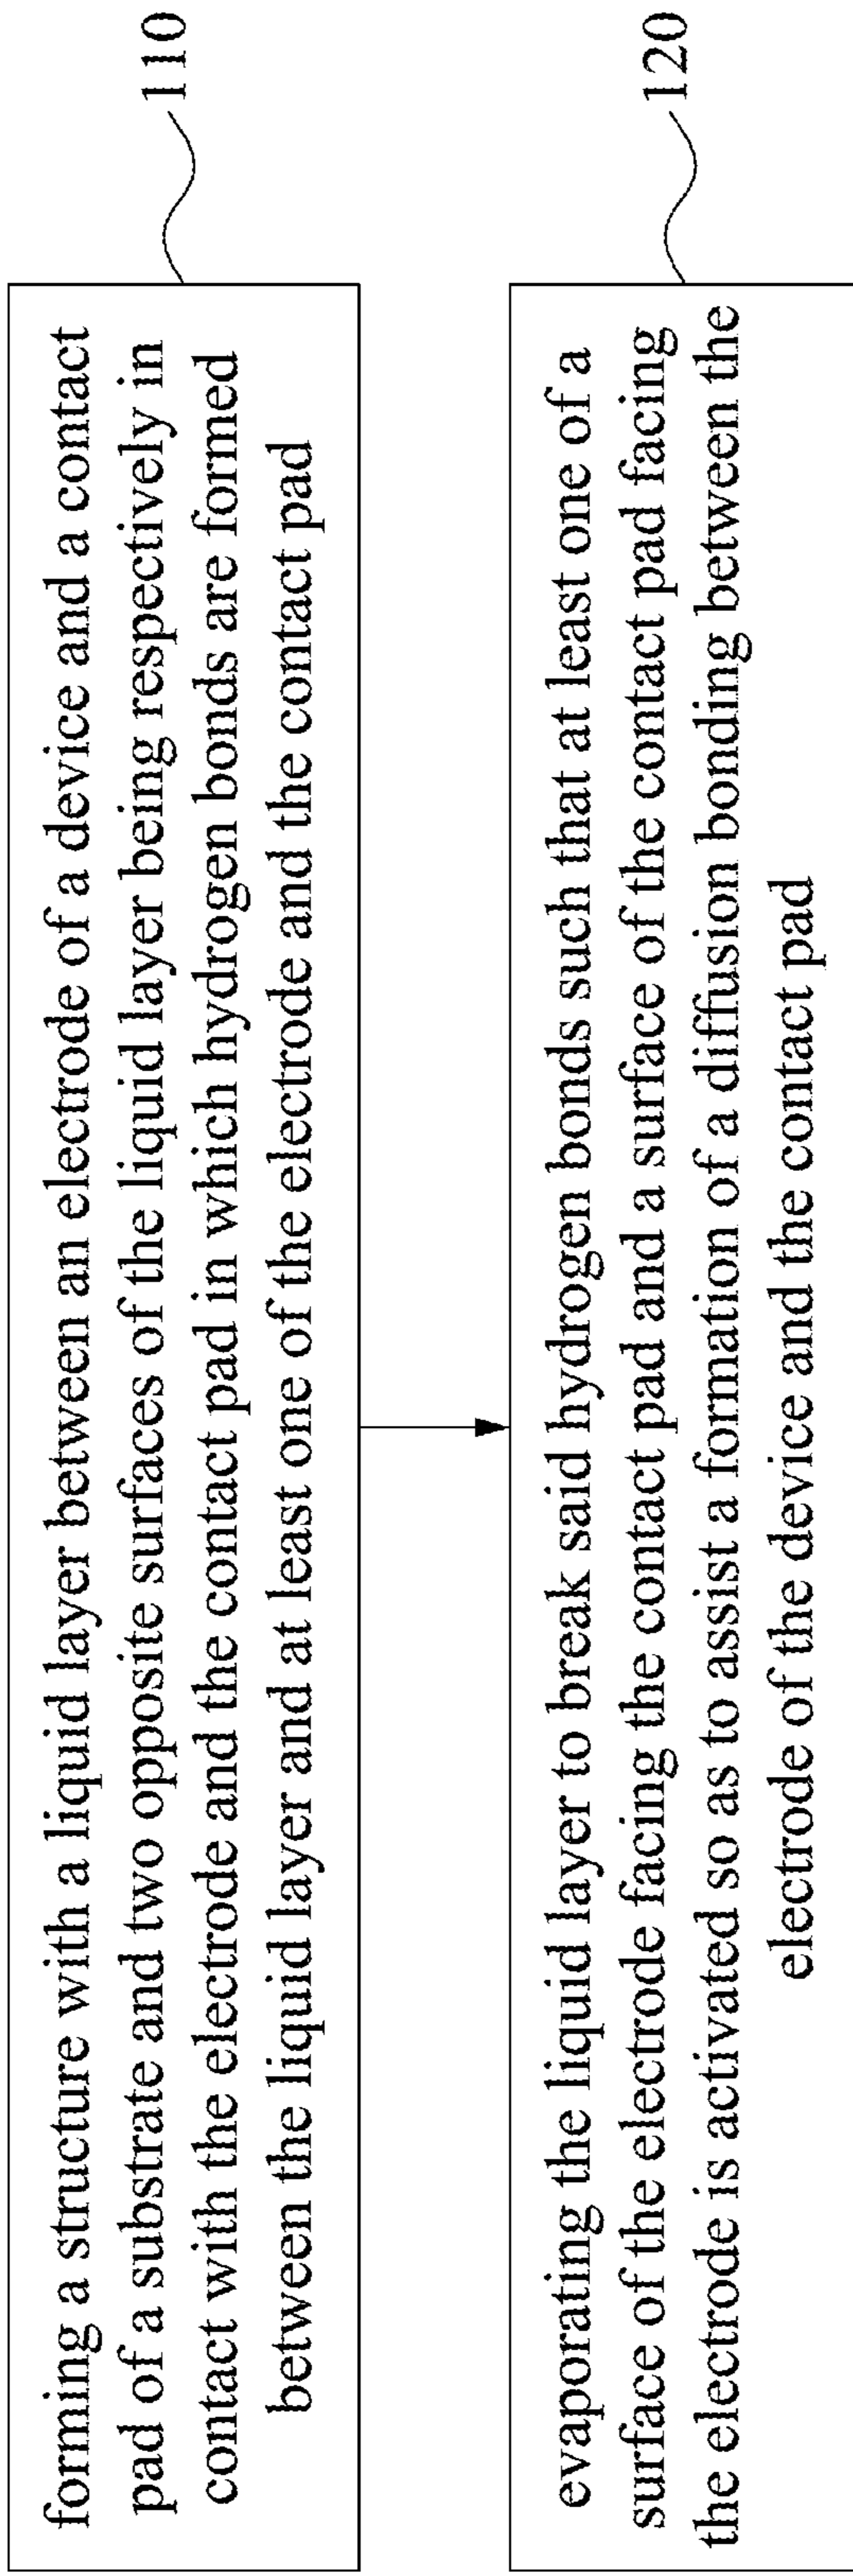 forming a structure with a liquid layer between an electrode of a device and a contact
pad of a substrate and two opposite surfaces of the liquid layer being respectively in
contact with the electrode and the contact pad in which hydrogen bonds are formed
between the liquid layer and at least one of the electrode and the contact pad
110
evaporating the liquid layer to break said hydrogen bonds such that at least one of a
surface of the electrode facing the contact pad and a surface of the contact pad facing
the electrode is activated so as to assist a formation of a diffusion bonding between the
electrode of the device and the contact pad
120